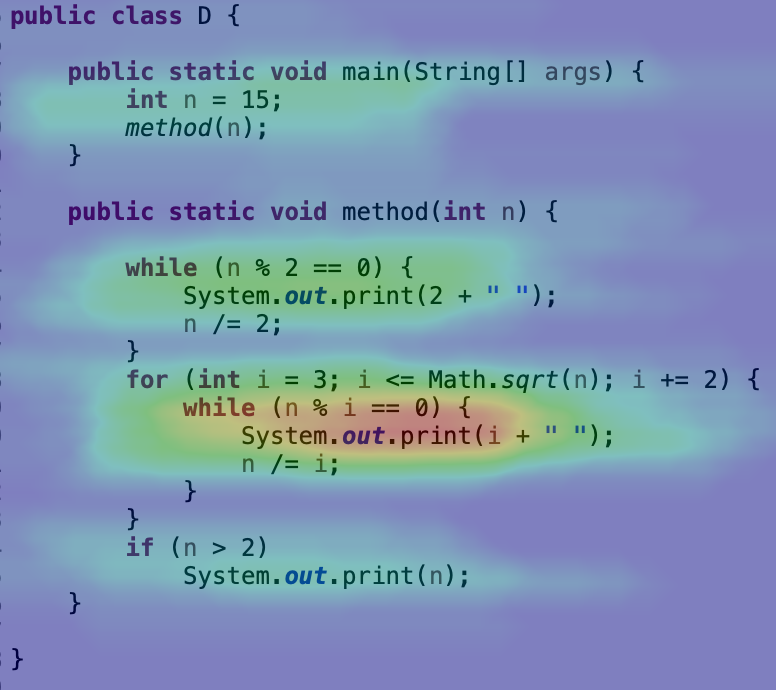 public class D {
    public static void main(String[] args) {
        int n = 15;
        method(n);
    }
    public static void method(int n) {
        while (n % 2 == 0) {
            System.out.print(2 + " ");
            n /= 2;
        }
        for (int i = 3; i <= Math.sqrt(n); i += 2) {
            while (n % i == 0) {
                System.out.print(i + " ");
                n /= i;
            }
        }
        if (n > 2)
            System.out.print(n);
    }
}